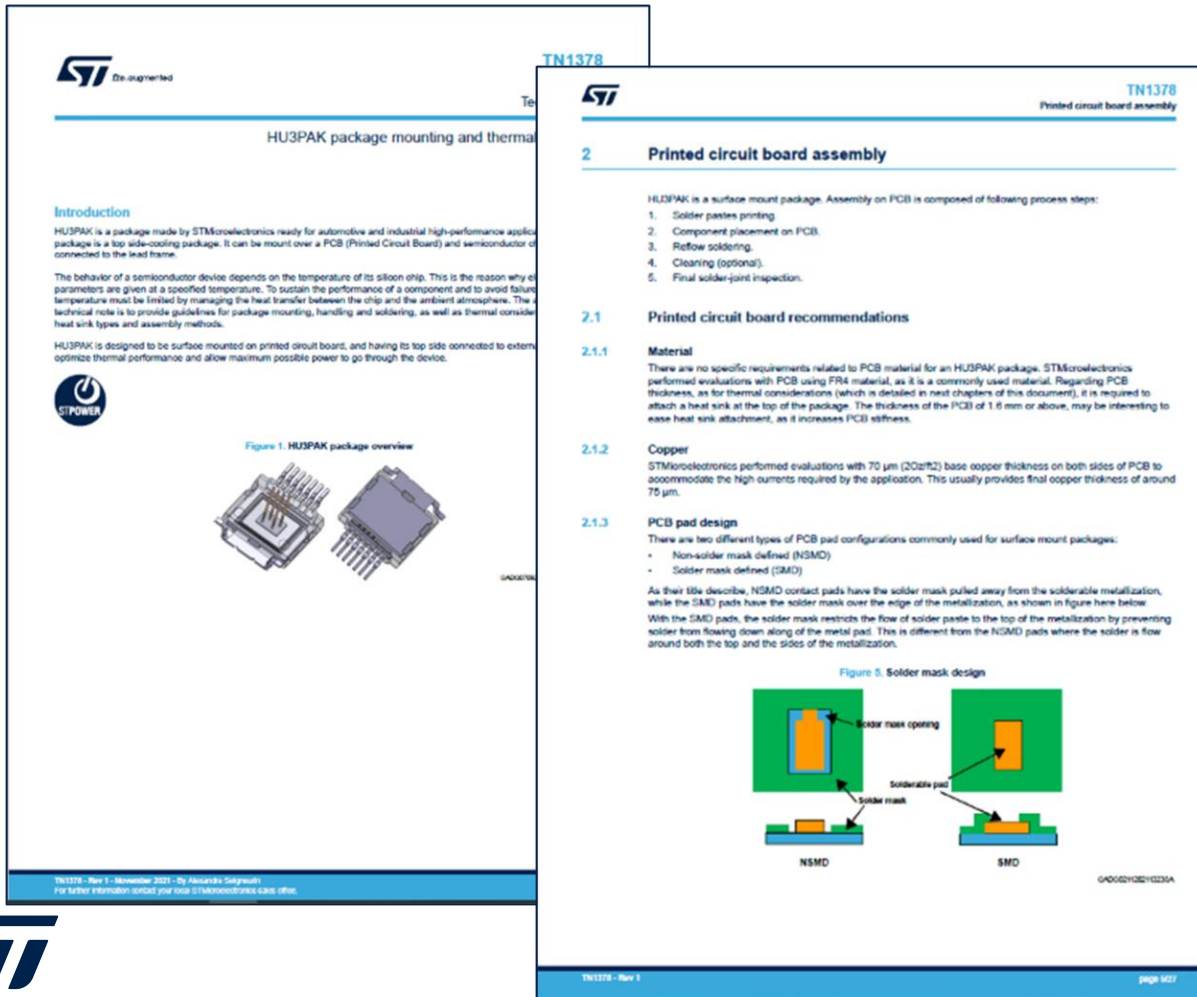 ST life.augmented
TN1378
Te
HU3PAK package mounting and thermal
Introduction
HU3PAK is a package made by STMicroelectronics ready for automotive and industrial high-performance applica
package is a top side-cooling package. It can be mount over a PCB (Printed Circuit Board) and semiconductor c
connected to the lead frame.
The behavior of a semiconductor device depends on the temperature of its silicon chip. This is the reason why el
parameters are given at a specified temperature. To sustain the performance of a component and to avoid failure
temperature must be limited by managing the heat transfer between the chip and the ambient atmosphere. The a
technical note is to provide guidelines for package mounting, handling and soldering, as well as thermal consider
heat sink types and assembly methods.
HU3PAK is designed to be surface mounted on printed circuit board, and having its top side connected to extern
optimize thermal performance and allow maximum possible power to go through the device.
STPOWER
Figure 1. HU3PAK package overview
TN1378 - Rev 1 - November 2021 - By Alexandre Seigneurin
For further information contact your local STMicroelectronics sales office.
ST
TN1378
Printed circuit board assembly
2 Printed circuit board assembly
HU3PAK is a surface mount package. Assembly on PCB is composed of following process steps:
1. Solder pastes printing.
2. Component placement on PCB.
3. Reflow soldering.
4. Cleaning (optional).
5. Final solder-joint inspection.
2.1 Printed circuit board recommendations
2.1.1 Material
There are no specific requirements related to PCB material for an HU3PAK package. STMicroelectronics
performed evaluations with PCB using FR4 material, as it is a commonly used material. Regarding PCB
thickness, as for thermal considerations (which is detailed in next chapters of this document), it is required to
attach a heat sink at the top of the package. The thickness of the PCB of 1.6 mm or above, may be interesting to
ease heat sink attachment, as it increases PCB stiffness.
2.1.2 Copper
STMicroelectronics performed evaluations with 70 µm (2Oz/ft2) base copper thickness on both sides of PCB to
accommodate the high currents required by the application. This usually provides final copper thickness of around
75 µm.
2.1.3 PCB pad design
There are two different types of PCB pad configurations commonly used for surface mount packages:
• Non-solder mask defined (NSMD)
• Solder mask defined (SMD)
As their title describe, NSMD contact pads have the solder mask pulled away from the solderable metallization,
while the SMD pads have the solder mask over the edge of the metallization, as shown in figure here below
With the SMD pads, the solder mask restricts the flow of solder paste to the top of the metallization by preventing
solder from flowing down along of the metal pad. This is different from the NSMD pads where the solder is flow
around both the top and the sides of the metallization.
Figure 5. Solder mask design
Solder mask opening
Solderable pad
Solder mask
NSMD SMD
TN1378 - Rev 1
page 5/27